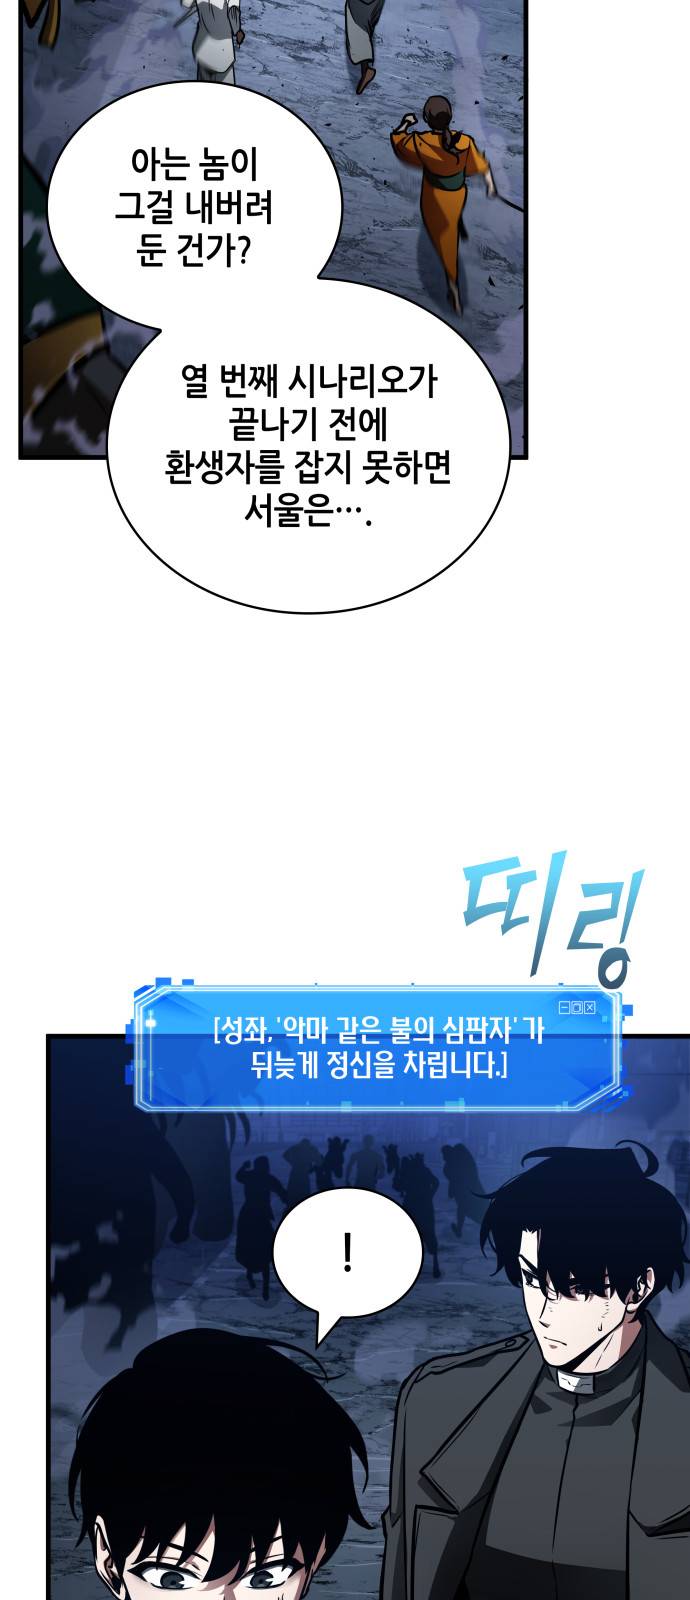 아는 놈이
그걸 내버려
둔 건가?
열 번째 시나리오가
끝나기 전에
환생자를 잡지 못하면
서울은….
띠링
[성좌, '악마 같은 불의 심판자'가
뒤늦게 정신을 차립니다.]
!